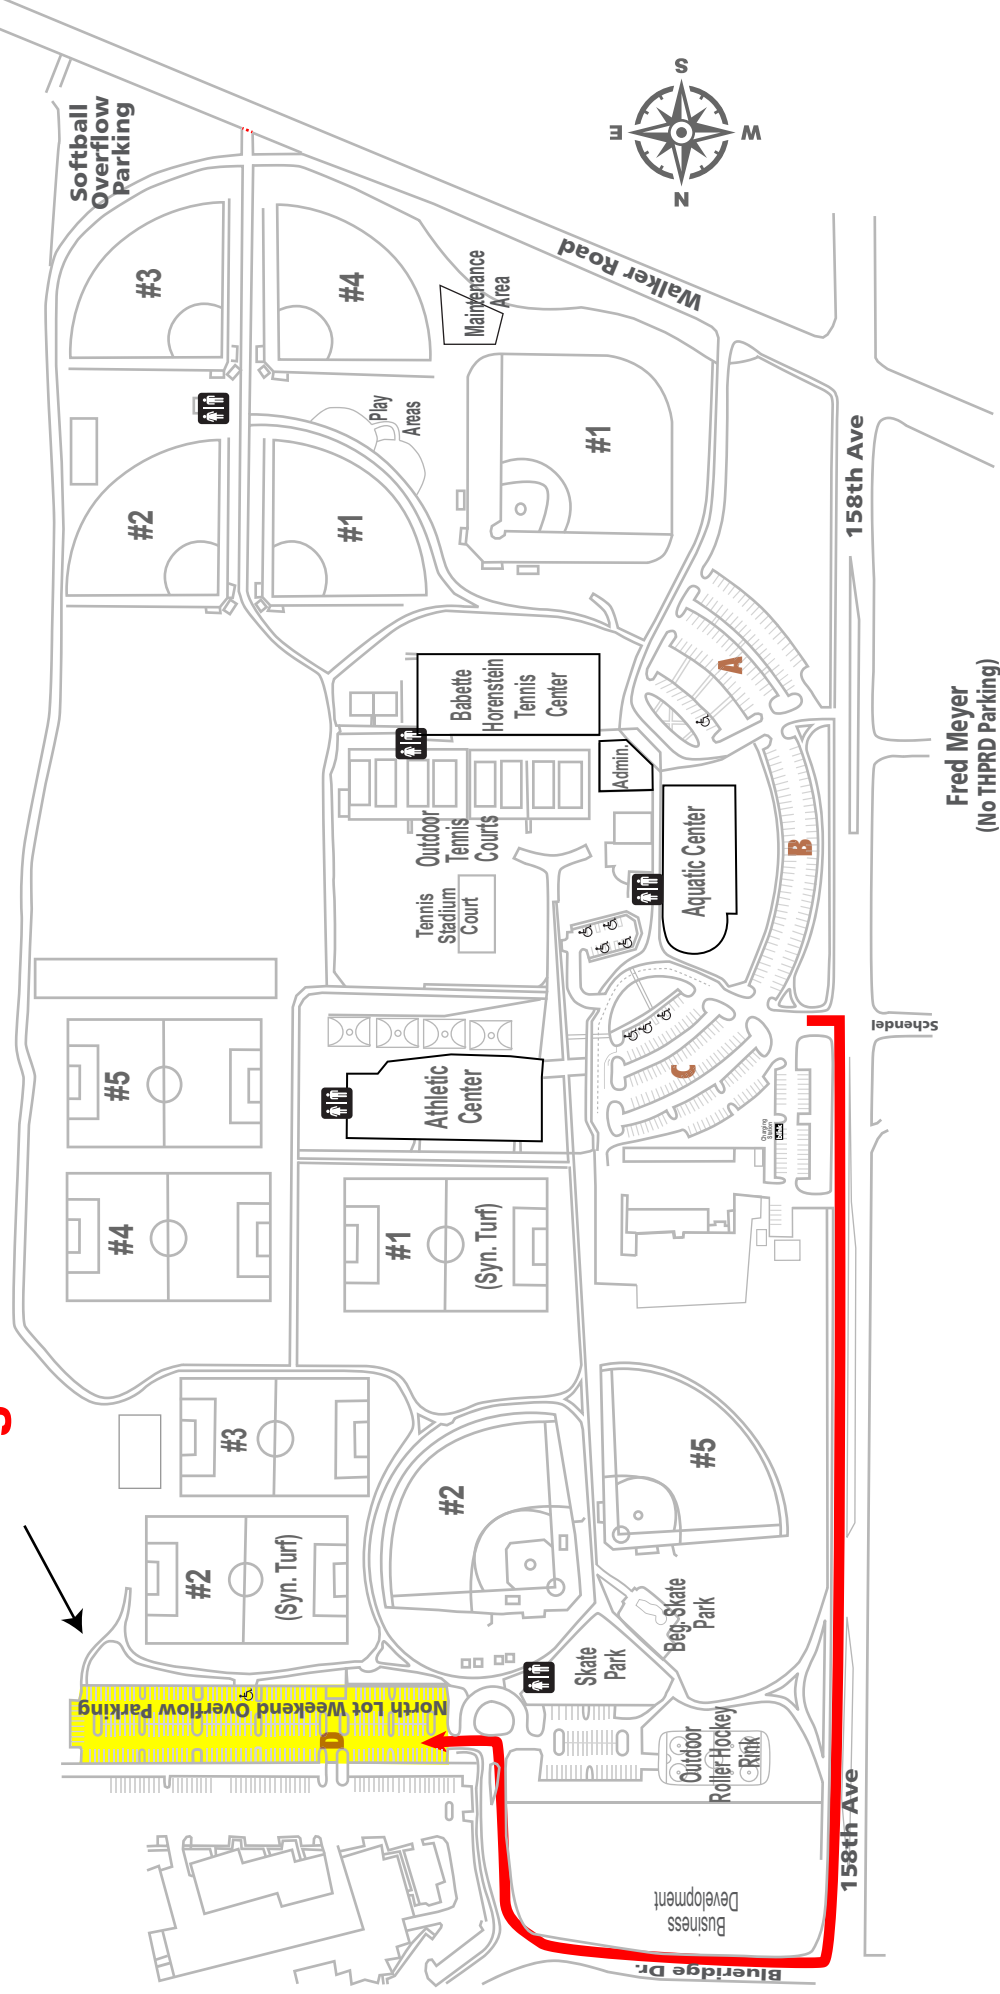 Softball
Overflow
Parking
S
E
W
N
Walker Road
#3
#4
Maintenance
Area
Play
Areas
#2
#1
#1
158th Ave
Babette
Horenstein
Tennis
Center
A
Fred Meyer
(No THPRD Parking)
Admin.
Outdoor
Tennis
Courts
Aquatic Center
B
Tennis
Stadium
Court
Schendel
#5
Athletic
Center
C
Charging
Station
#4
#1
(Syn. Turf)
#3
#2
#5
#2
(Syn. Turf)
Beg. Skate
Park
Skate
Park
North Lot Weekend Overflow Parking
D
Outdoor
Roller Hockey
Rink
158th Ave
Business
Development
Blueridge Dr.